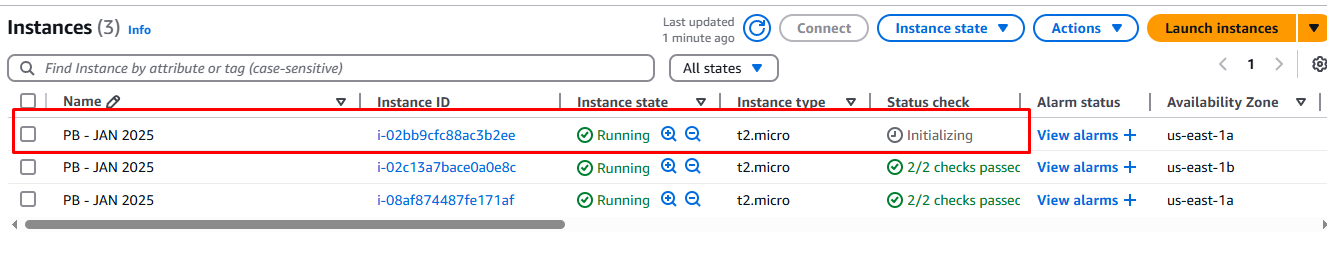 Instances (3) Info
Last updated
1 minute ago
Connect
Instance state
Actions
Launch instances
Find Instance by attribute or tag (case-sensitive)
All states
1
Name Instance ID Instance state Instance type Status check Alarm status Availability Zone
PB - JAN 2025 i-02bb9cfc88ac3b2ee Running t2.micro Initializing View alarms + us-east-1a
PB - JAN 2025 i-02c13a7bace0a0e8c Running t2.micro 2/2 checks passed View alarms + us-east-1b
PB - JAN 2025 i-08af874487fe171af Running t2.micro 2/2 checks passed View alarms + us-east-1a